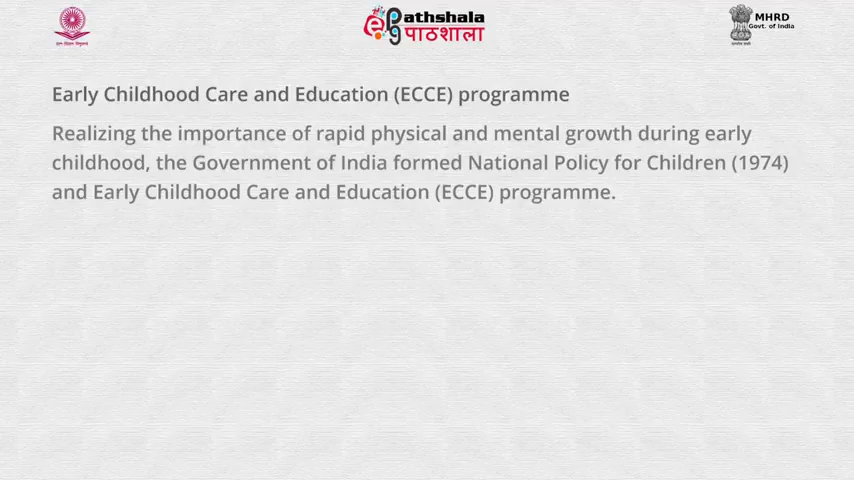 ePathshala
pg पाठशाला
MHRD
Govt. of India
Early Childhood Care and Education (ECCE) programme
Realizing the importance of rapid physical and mental growth during early
childhood, the Government of India formed National Policy for Children (1974)
and Early Childhood Care and Education (ECCE) programme.